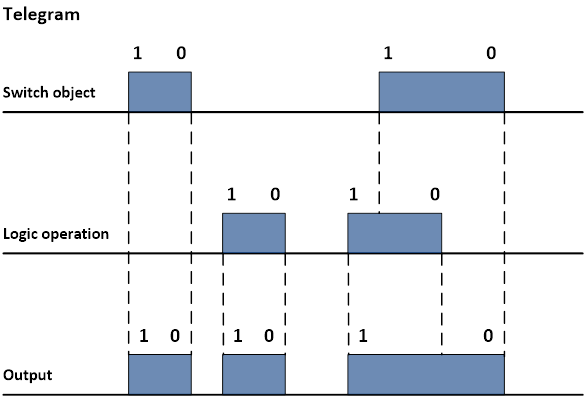 Telegram
1 0 1 0
Switch object
1 0 1 0
Logic operation
1 0 1 0 1 0
Output